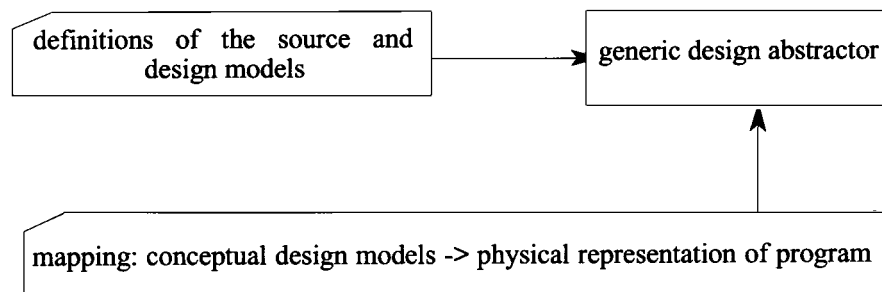 definitions of the source and
design models
generic design abstractor
mapping: conceptual design models -> physical representation of program